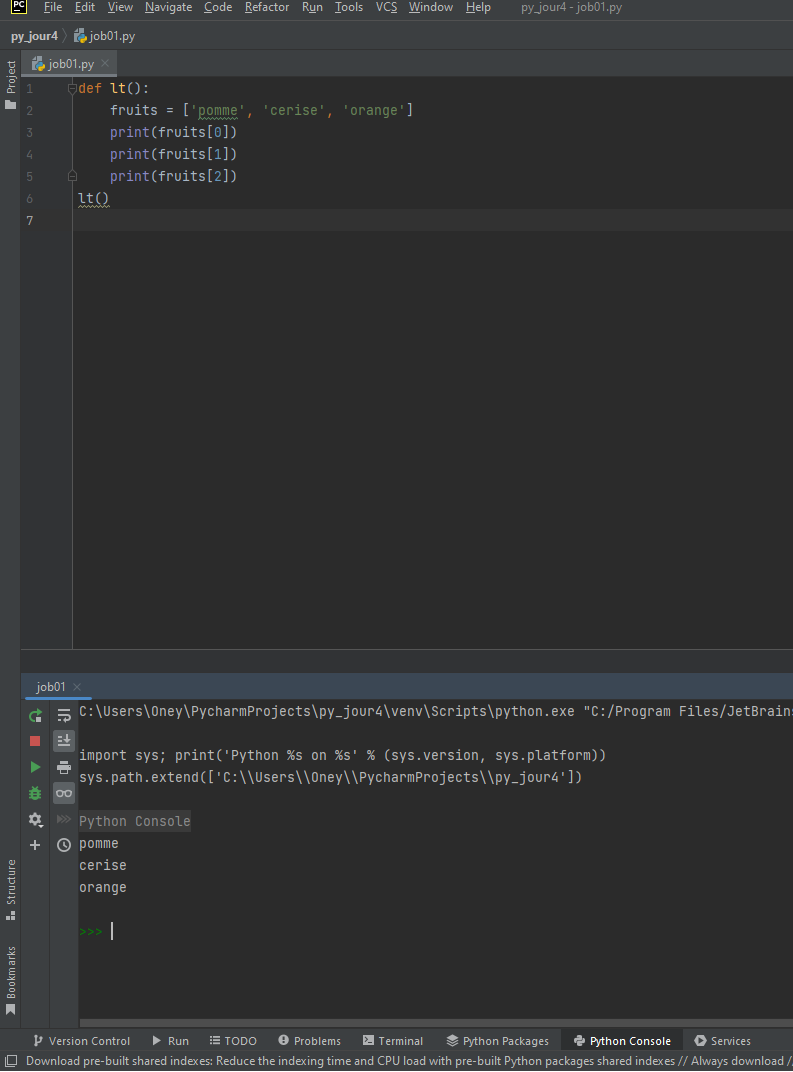 PC File Edit View Navigate Code Refactor Run Tools VCS Window Help py_jour4 - job01.py
py_jour4 job01.py
Project
job01.py
1 def lt():
2 fruits = ['pomme', 'cerise', 'orange']
3 print(fruits[0])
4 print(fruits[1])
5 print(fruits[2])
6 lt()
7
job01
C:\Users\Oney\PycharmProjects\py_jour4\venv\Scripts\python.exe "C:/Program Files/JetBrains
import sys; print('Python %s on %s' % (sys.version, sys.platform))
sys.path.extend(['C:\\Users\\Oney\\PycharmProjects\\py_jour4'])
Python Console
pomme
cerise
orange
>>>
Structure
Bookmarks
Version Control Run TODO Problems Terminal Python Packages Python Console Services
Download pre-built shared indexes: Reduce the indexing time and CPU load with pre-built Python packages shared indexes // Always download //